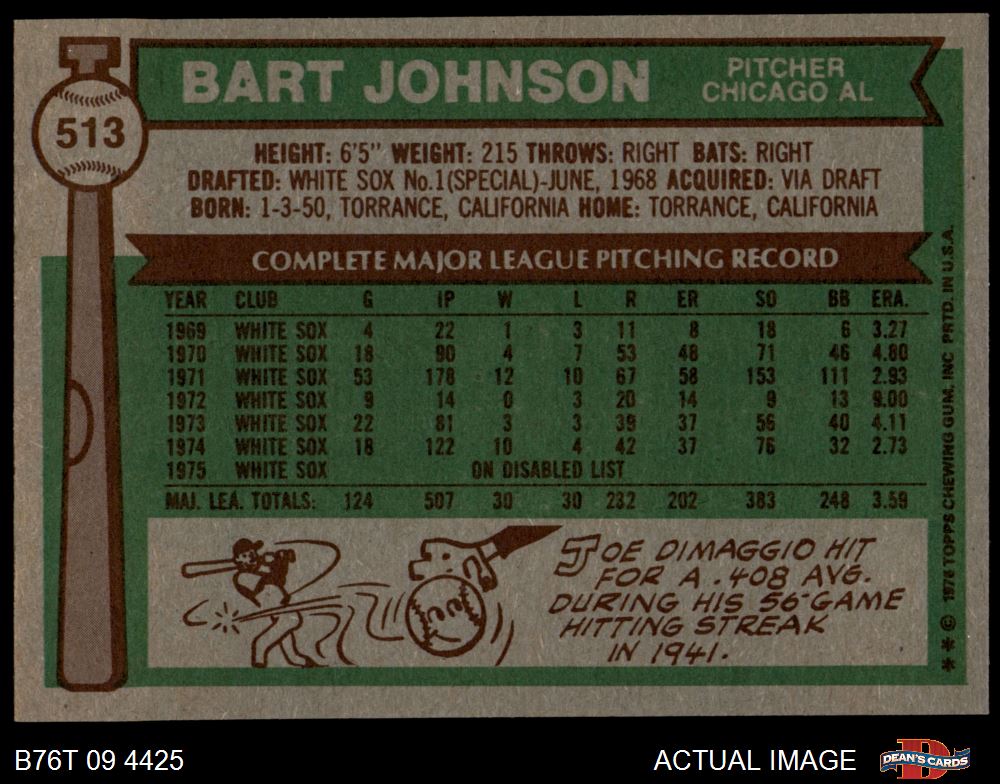 BART JOHNSON
PITCHER
CHICAGO AL
513
HEIGHT: 6'5" WEIGHT: 215 THROWS: RIGHT BATS: RIGHT
DRAFTED: WHITE SOX No.1(SPECIAL)-JUNE, 1968 ACQUIRED: VIA DRAFT
BORN: 1-3-50, TORRANCE, CALIFORNIA HOME: TORRANCE, CALIFORNIA
COMPLETE MAJOR LEAGUE PITCHING RECORD
YEAR CLUB G IP W L R ER SO BB ERA.
1969 WHITE SOX 4 22 1 3 11 8 18 6 3.27
1970 WHITE SOX 18 90 4 7 53 48 71 46 4.80
1971 WHITE SOX 53 178 12 10 67 58 153 111 2.93
1972 WHITE SOX 9 14 0 3 20 14 9 13 9.00
1973 WHITE SOX 22 81 3 3 39 37 56 40 4.11
1974 WHITE SOX 18 122 10 4 42 37 76 32 2.73
1975 WHITE SOX ON DISABLED LIST
MAJ. LEA. TOTALS: 124 507 30 30 232 202 383 248 3.59
JOE DIMAGGIO HIT
FOR A .408 AVG.
DURING HIS 56-GAME
HITTING STREAK
IN 1941.
* * © 1976 TOPPS CHEWING GUM, INC PRTD. IN U.S.A.
B76T 09 4425
ACTUAL IMAGE
DEAN'S CARDS